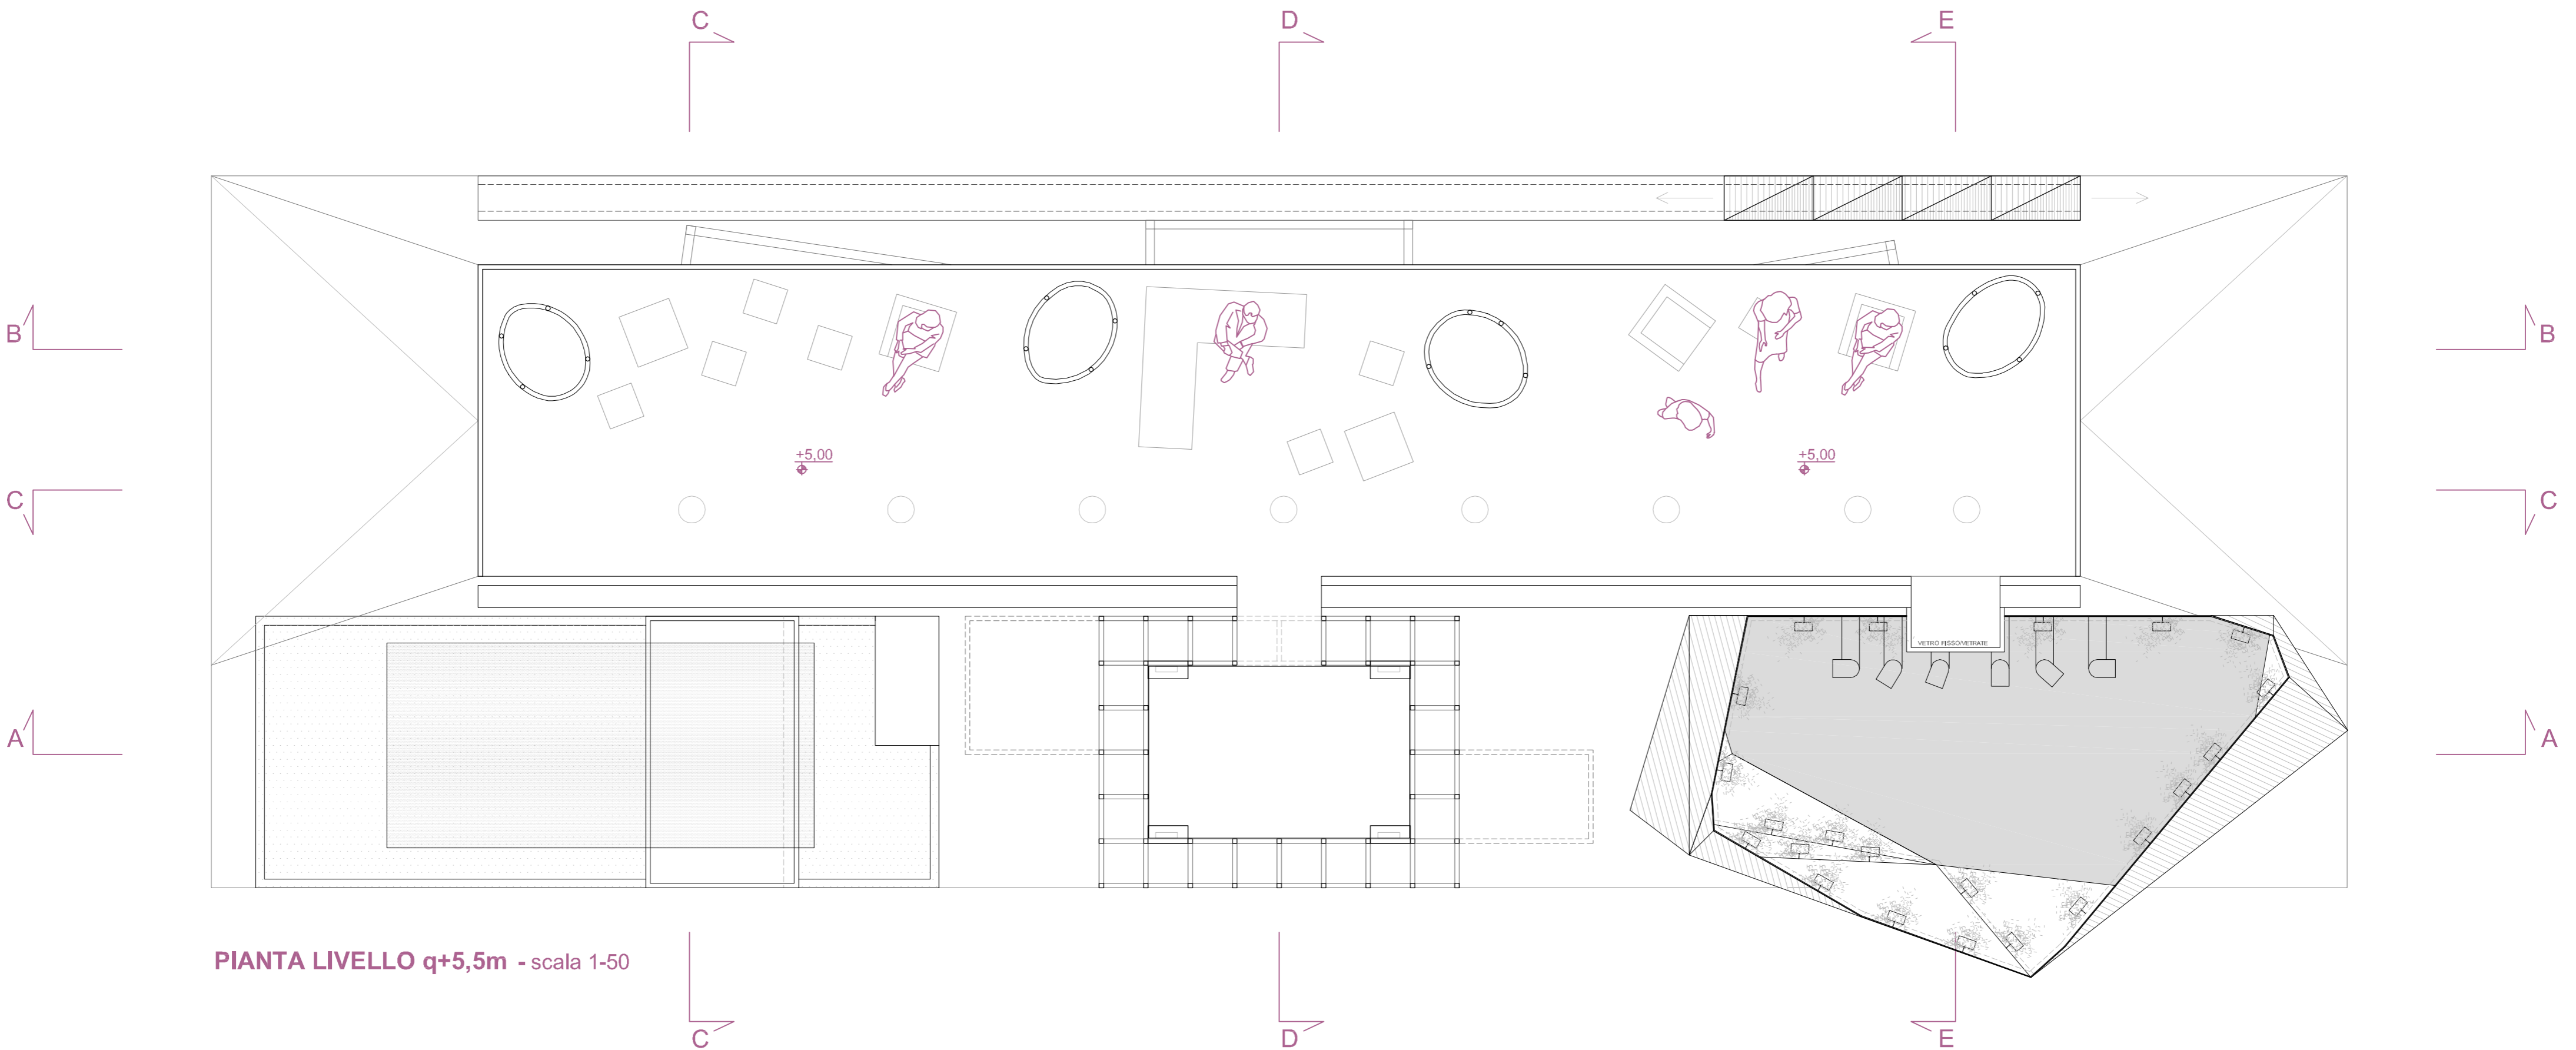 C D E
B B
+5,00 +5,00
C C
VETRO FISSO/VETRATE
A A
PIANTA LIVELLO q+5,5m - scala 1-50
C D E